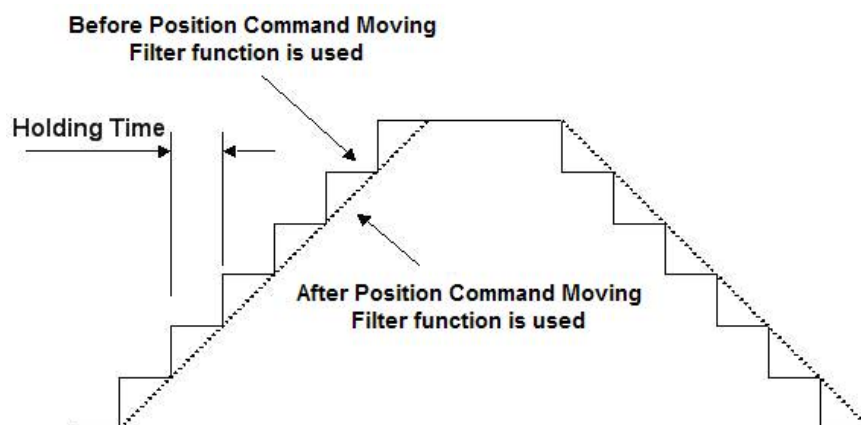 Before Position Command Moving
Filter function is used
Holding Time
After Position Command Moving
Filter function is used